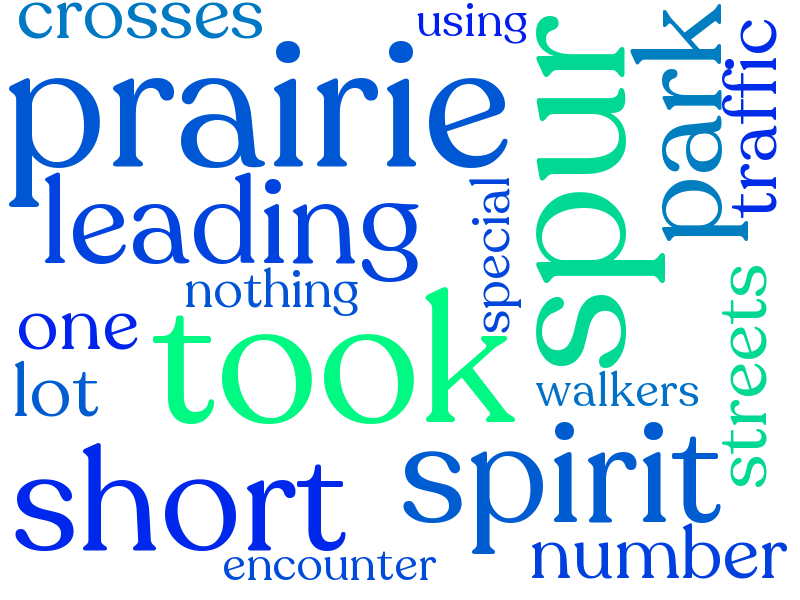 crosses
using
prairie
spur
park
traffic
leading
special
nothing
one
took
streets
lot
walkers
short
spirit
number
encounter